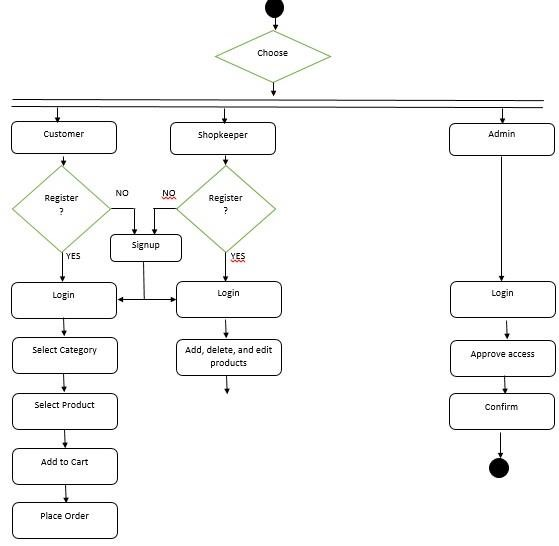 Choose
Customer
Shopkeeper
Admin
Register
?
NO
NO
Register
?
Signup
YES
YES
Login
Login
Login
Select Category
Add, delete, and edit
products
Approve access
Select Product
Confirm
Add to Cart
Place Order